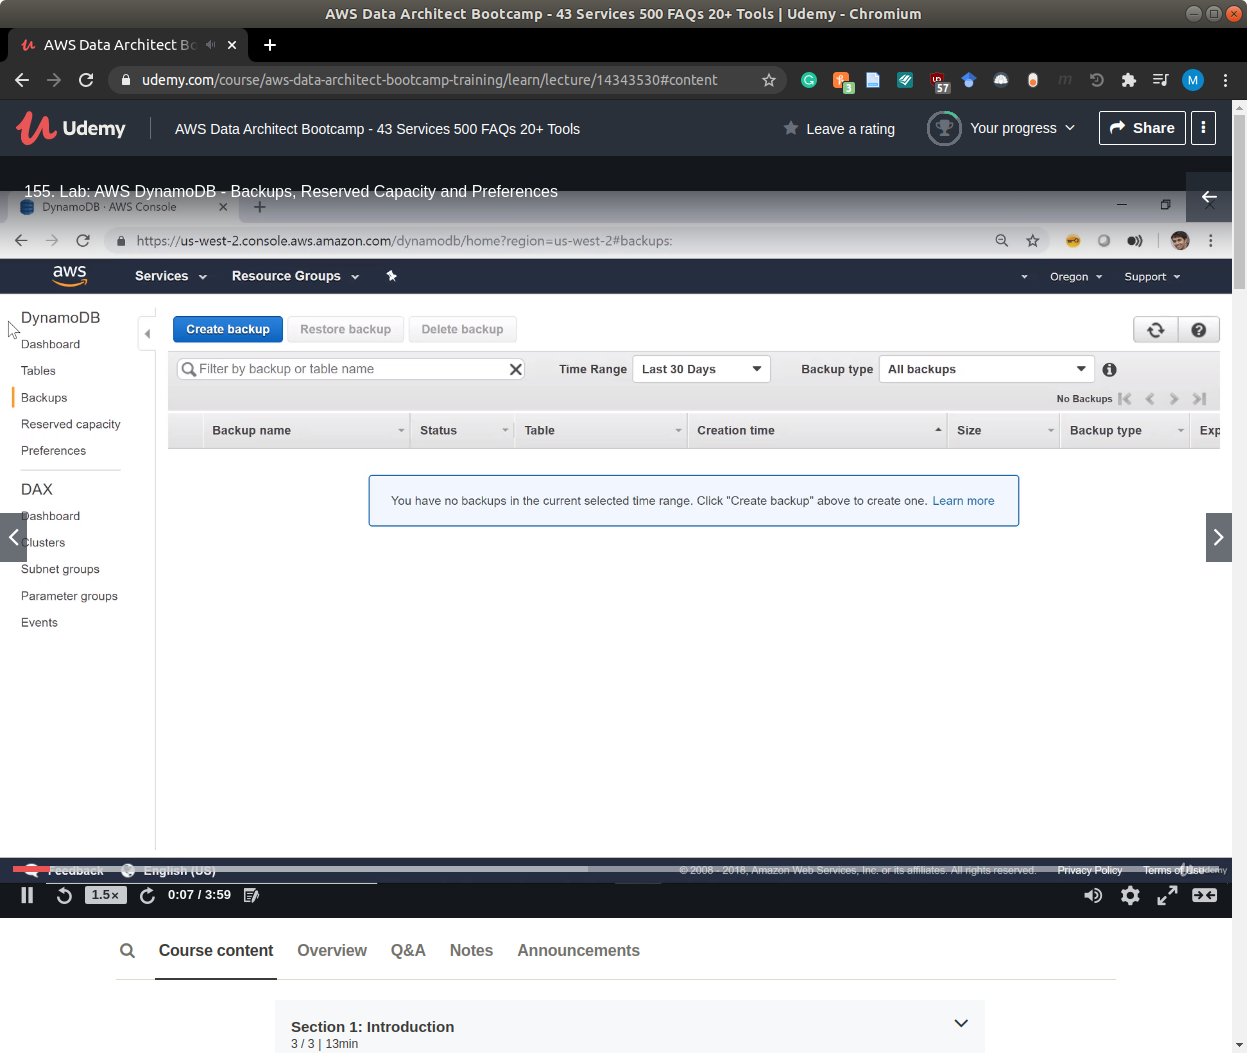 AWS Data Architect Bootcamp - 43 Services 500 FAQs 20+ Tools | Udemy - Chromium
AWS Data Architect Bo
udemy.com/course/aws-data-architect-bootcamp-training/learn/lecture/14343530#content
3
57
M
Udemy
AWS Data Architect Bootcamp - 43 Services 500 FAQs 20+ Tools
Leave a rating
Your progress
Share
155. Lab: AWS DynamoDB - Backups, Reserved Capacity and Preferences
DynamoDB · AWS Console
https://us-west-2.console.aws.amazon.com/dynamodb/home?region=us-west-2#backups:
aws
Services
Resource Groups
Oregon
Support
DynamoDB
Dashboard
Tables
Backups
Reserved capacity
Preferences
DAX
Dashboard
Clusters
Subnet groups
Parameter groups
Events
Create backup
Restore backup
Delete backup
Filter by backup or table name
Time Range
Last 30 Days
Backup type
All backups
No Backups
Backup name
Status
Table
Creation time
Size
Backup type
Exp
You have no backups in the current selected time range. Click "Create backup" above to create one. Learn more
Feedback
English (US)
© 2008 - 2018, Amazon Web Services, Inc. or its affiliates. All rights reserved.
Privacy Policy
Terms of Use
1.5×
0:07 / 3:59
Course content
Overview
Q&A
Notes
Announcements
Section 1: Introduction
3 / 3 | 13min